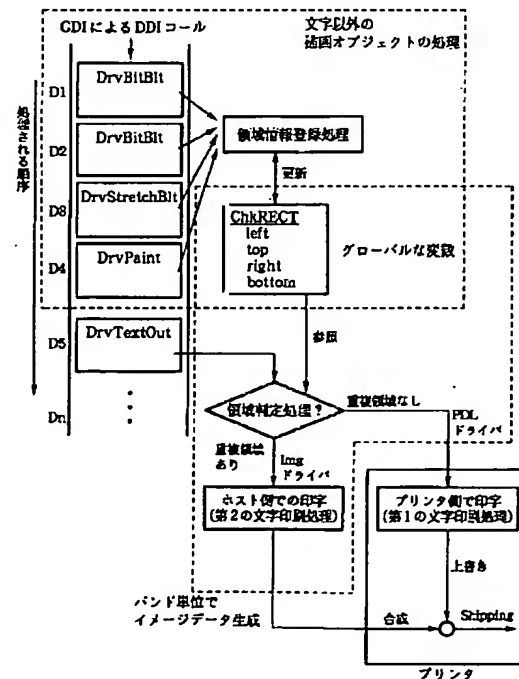 GDIによるDDIコール
文字以外の
描画オブジェクトの処理
処理される順序
D1
DrvBitBlt
D2
DrvBitBlt
D3
DrvStretchBlt
D4
DrvPaint
領域情報登録処理
更新
ChkRECT
left
top
right
bottom
グローバルな変数
参照
D5
DrvTextOut
Dn
領域判定処理?
重複領域なし
PDL
ドライバ
重複領域
あり
Img
ドライバ
ホスト側での印字
(第2の文字印刷処理)
プリンタ側で印字
(第1の文字印刷処理)
上書き
バンド単位で
イメージデータ生成
合成
Shipping
プリンタ